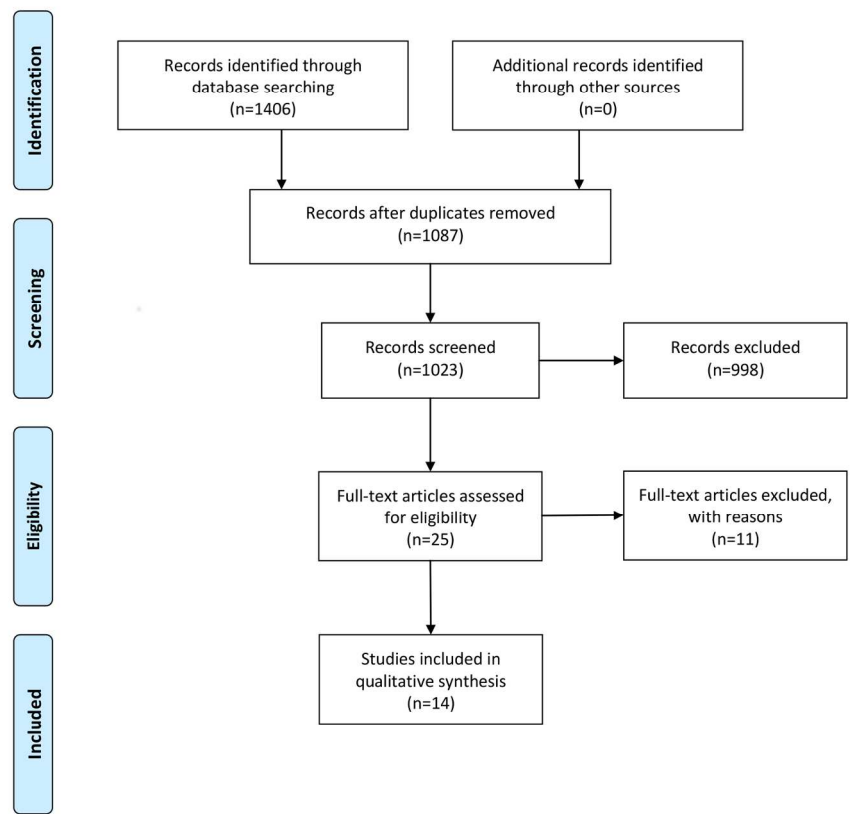 Identification
Records identified through
database searching
(n=1406)
Additional records identified
through other sources
(n=0)
Records after duplicates removed
(n=1087)
Screening
Records screened
(n=1023)
Records excluded
(n=998)
Eligibility
Full-text articles assessed
for eligibility
(n=25)
Full-text articles excluded,
with reasons
(n=11)
Included
Studies included in
qualitative synthesis
(n=14)